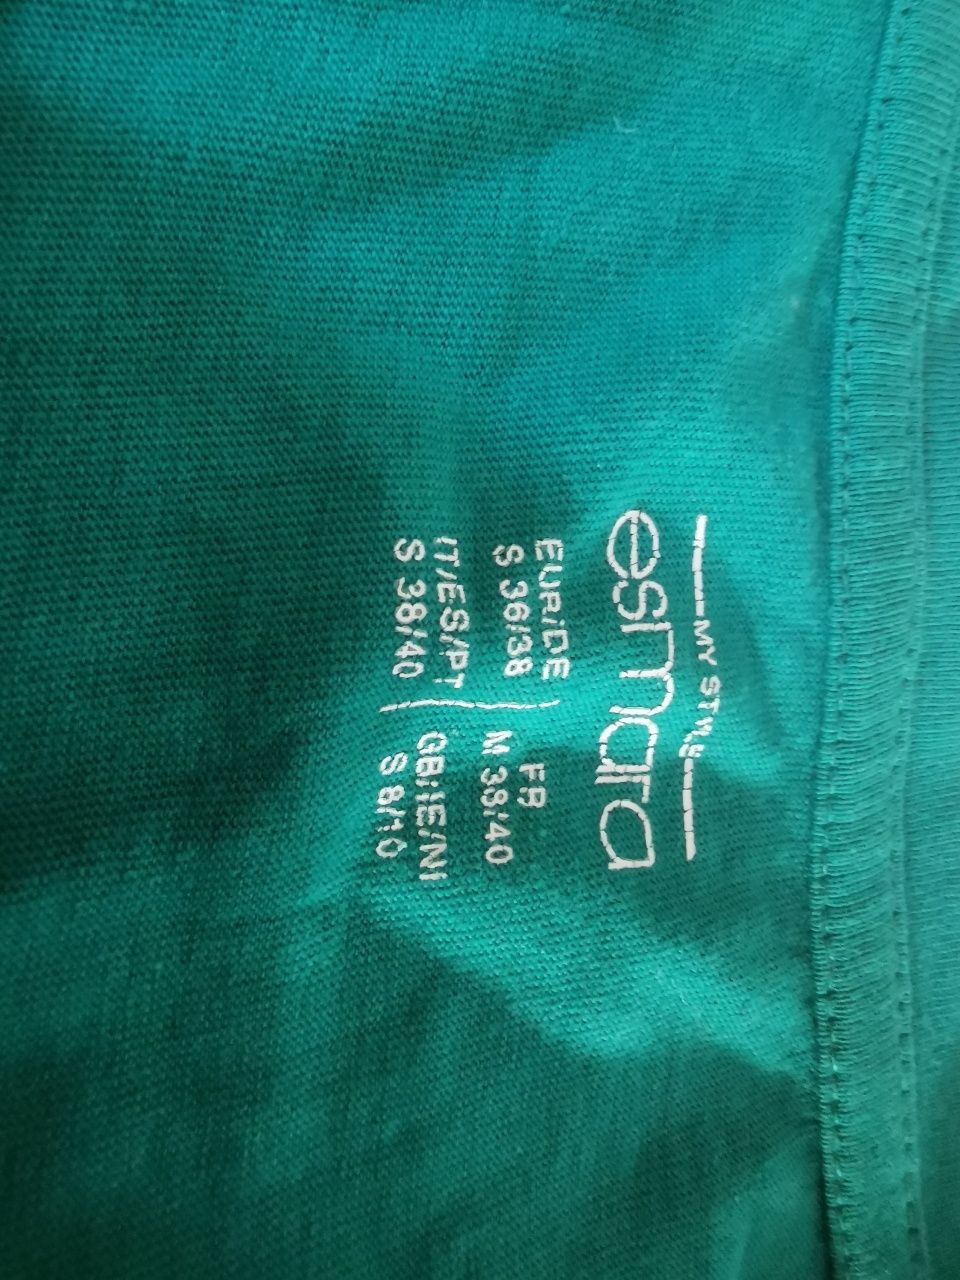 MY STYLE
esmara
EUR/DE FR
S 36/38 M 38/40
IT/ES/PT GB/IE/NI
S 38/40 S 8/10